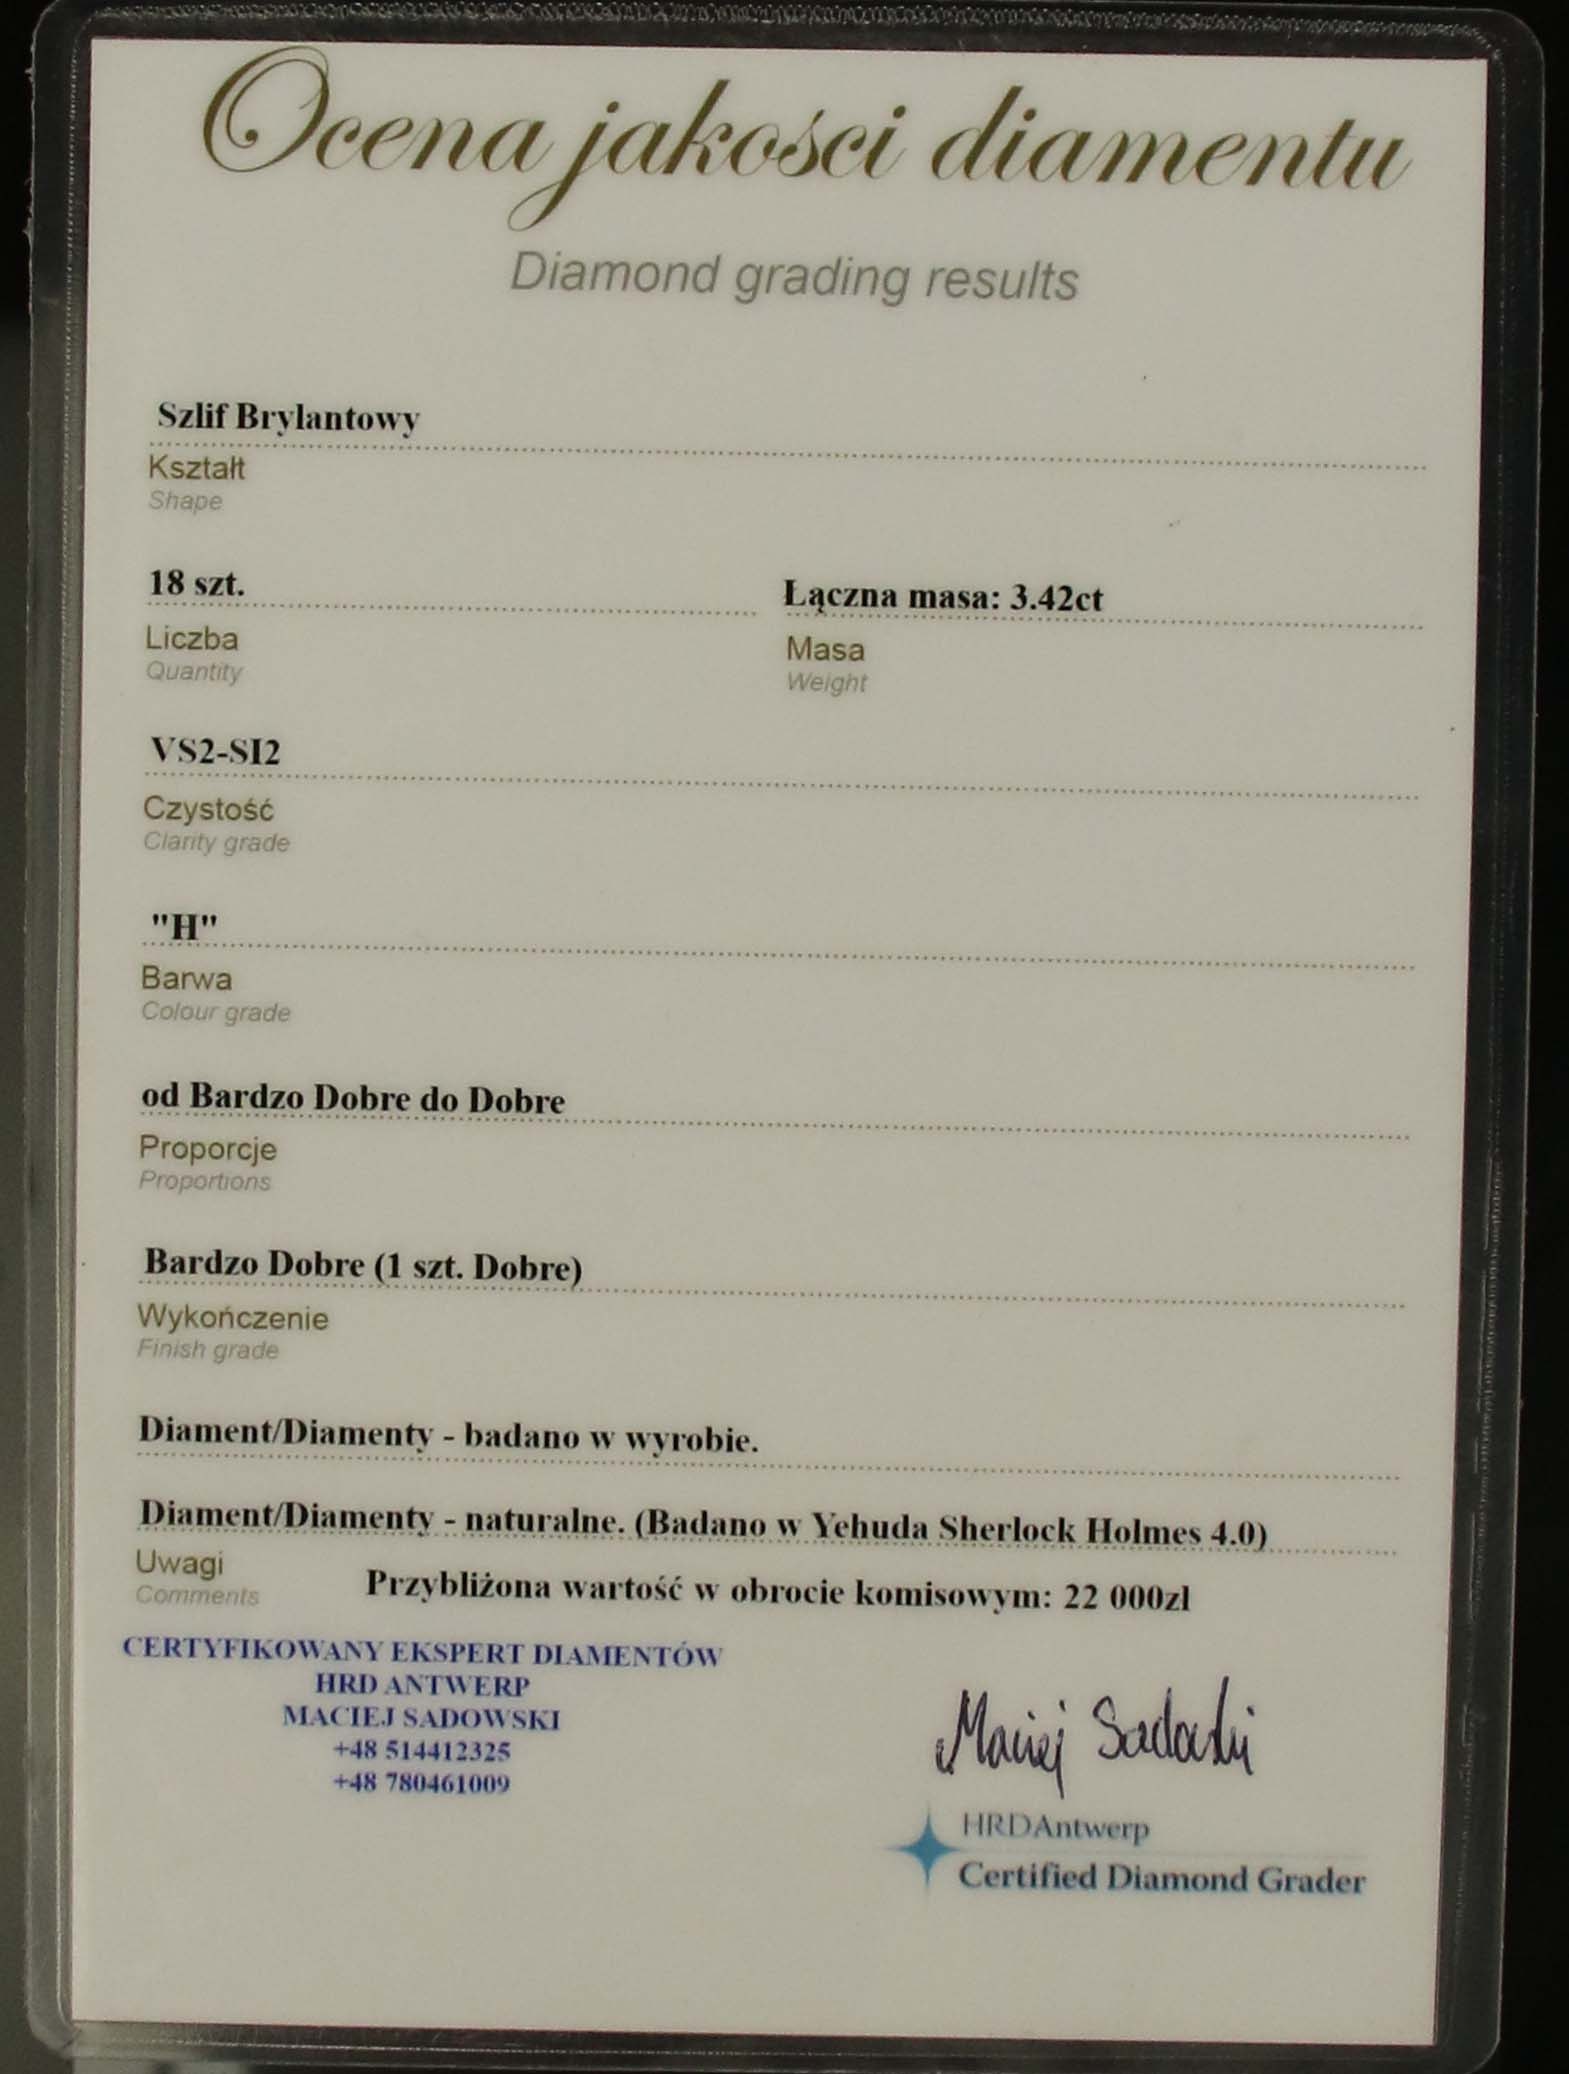 Ocena jakości diamentu
Diamond grading results
Szlif Brylantowy
Kształt
Shape
18 szt.
Łączna masa: 3.42ct
Liczba
Quantity
Masa
Weight
VS2-SI2
Czystość
Clarity grade
"H"
Barwa
Colour grade
od Bardzo Dobre do Dobre
Proporcje
Proportions
Bardzo Dobre (1 szt. Dobre)
Wykończenie
Finish grade
Diament/Diamenty - badano w wyrobie.
Diament/Diamenty - naturalne. (Badano w Yehuda Sherlock Holmes 4.0)
Uwagi
Comments
Przybliżona wartość w obrocie komisowym: 22 000zl
CERTYFIKOWANY EKSPERT DIAMENTÓW
HRD ANTWERP
MACIEJ SADOWSKI
+48 514412325
+48 780461009
Maciej Sadowski
HRDAntwerp
Certified Diamond Grader